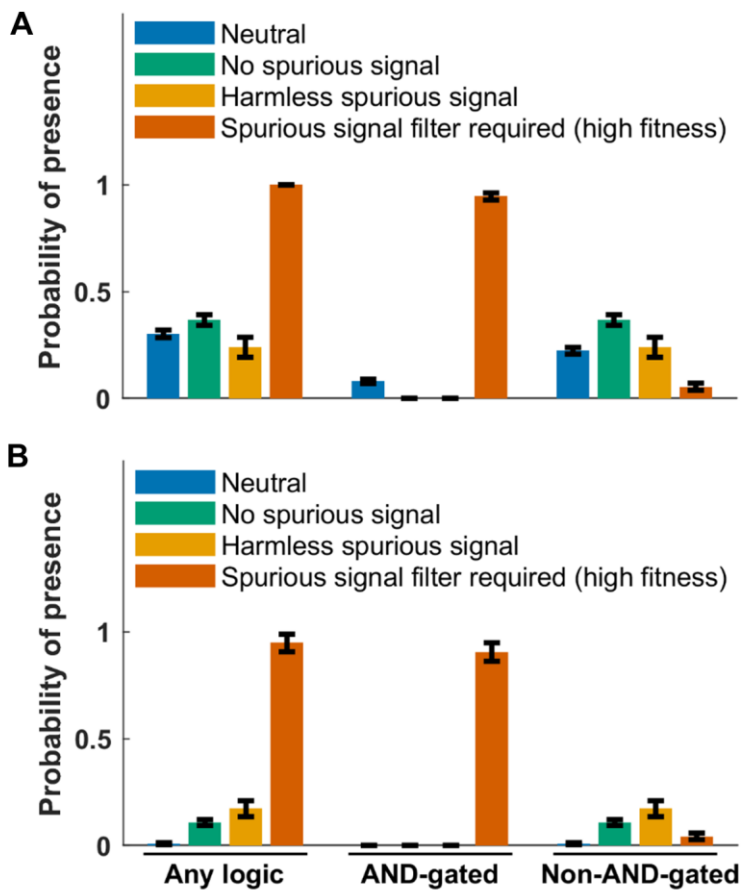 A
Neutral
No spurious signal
Harmless spurious signal
Spurious signal filter required (high fitness)
Probability of presence
1
0.5
0
B
Neutral
No spurious signal
Harmless spurious signal
Spurious signal filter required (high fitness)
Probability of presence
1
0.5
0
Any logic AND-gated Non-AND-gated